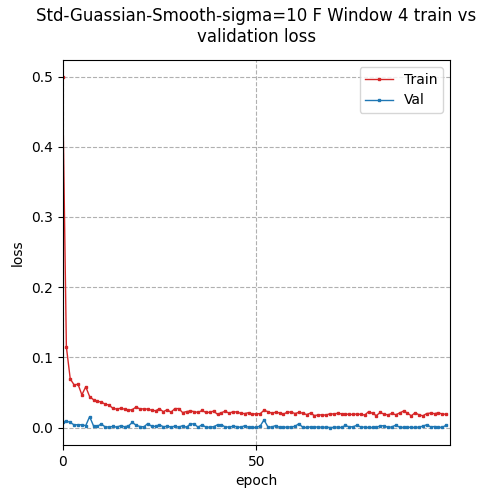 Std-Guassian-Smooth-sigma=10 F Window 4 train vs
validation loss
Train
Val
0.5
0.4
0.3
0.2
0.1
0.0
loss
0
50
epoch